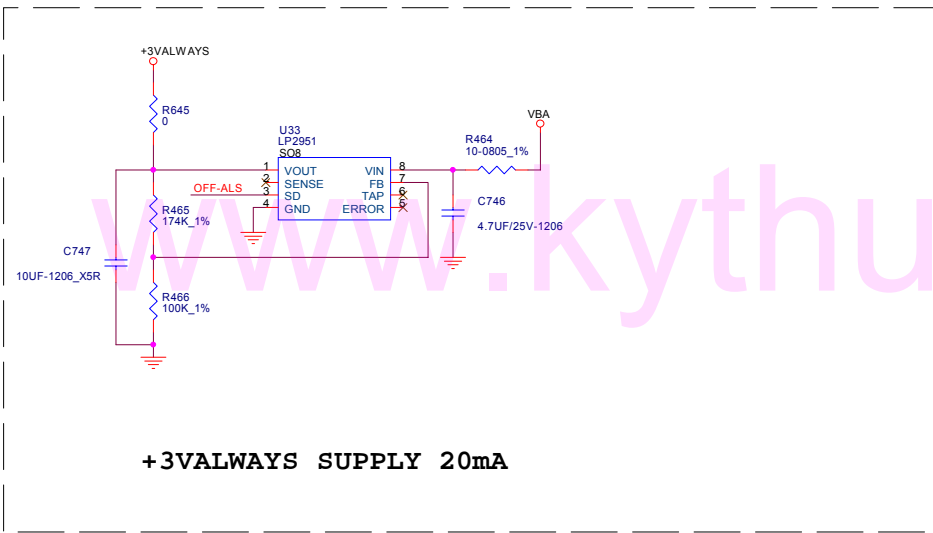 +3VALWAYS
R645
0
VBA
U33
LP2951
SO8
R464
10-0805_1%
1 VOUT VIN 8
2 SENSE FB 7
OFF-ALS 3 SD TAP 6
4 GND ERROR 5
R465
174K_1%
C746
4.7UF/25V-1206
C747
10UF-1206_X5R
R466
100K_1%
www.kythu
+3VALWAYS SUPPLY 20mA